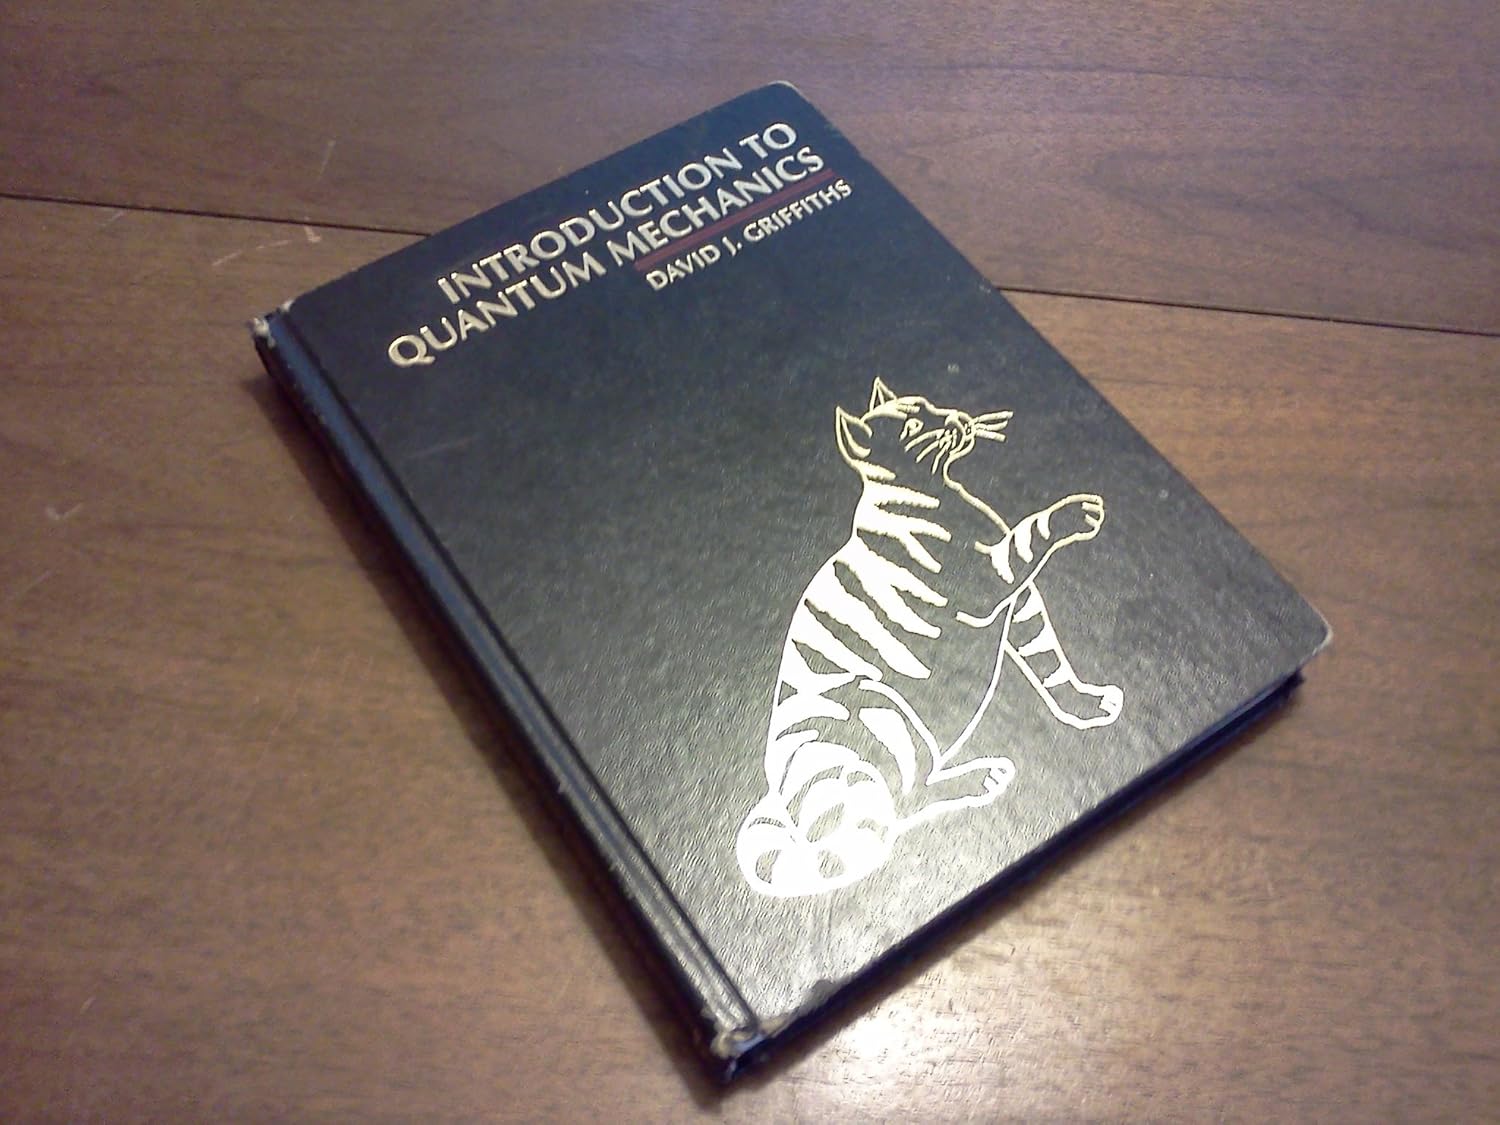 INTRODUCTION TO
QUANTUM MECHANICS
DAVID J. GRIFFITHS